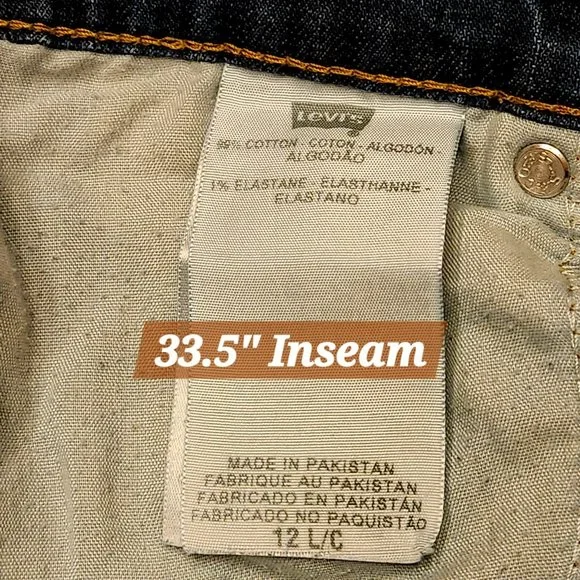 Levi's
99% COTTON - COTON - ALGODÓN -
ALGODÃO
1% ELASTANE - ELASTHANNE -
ELASTANO
33.5" Inseam
MADE IN PAKISTAN
FABRIQUE AU PAKISTAN
FABRICADO EN PAKISTÁN
FABRICADO NO PAQUISTÃO
12 L/C